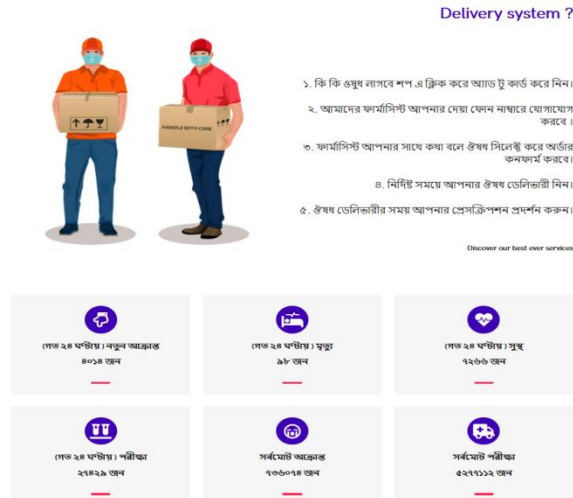 Delivery system ?
১. কি কি ওষুধ লাগবে শপ এ ক্লিক করে অ্যাড টু কার্ড করে নিন।
২. আমাদের ফার্মাসিস্ট আপনার দেয়া ফোন নাম্বারে যোগাযোগ
করবে ।
৩. ফার্মাসিস্ট আপনার সাথে কথা বলে ঔষধ সিলেক্ট করে অর্ডার
কনফার্ম করবে।
৪. নির্দিষ্ট সময়ে আপনার ঔষধ ডেলিভারী নিন।
৫. ঔষধ ডেলিভারীর সময় আপনার প্রেসক্রিপশন প্রদর্শন করুন।
HANDLE WITH CARE
Discover our best ever services
(গত ২৪ ঘণ্টায়) নতুন আক্রান্ত
৪০১৪ জন
(গত ২৪ ঘণ্টায়) মৃত্যু
৯৮ জন
(গত ২৪ ঘণ্টায়) সুস্থ
৭২৬৬ জন
(গত ২৪ ঘণ্টায়) পরীক্ষা
২৭৪২৯ জন
সর্বমোট আক্রান্ত
৭৩৬০৭৪ জন
সর্বমোট পরীক্ষা
৫২৭৭১১২ জন